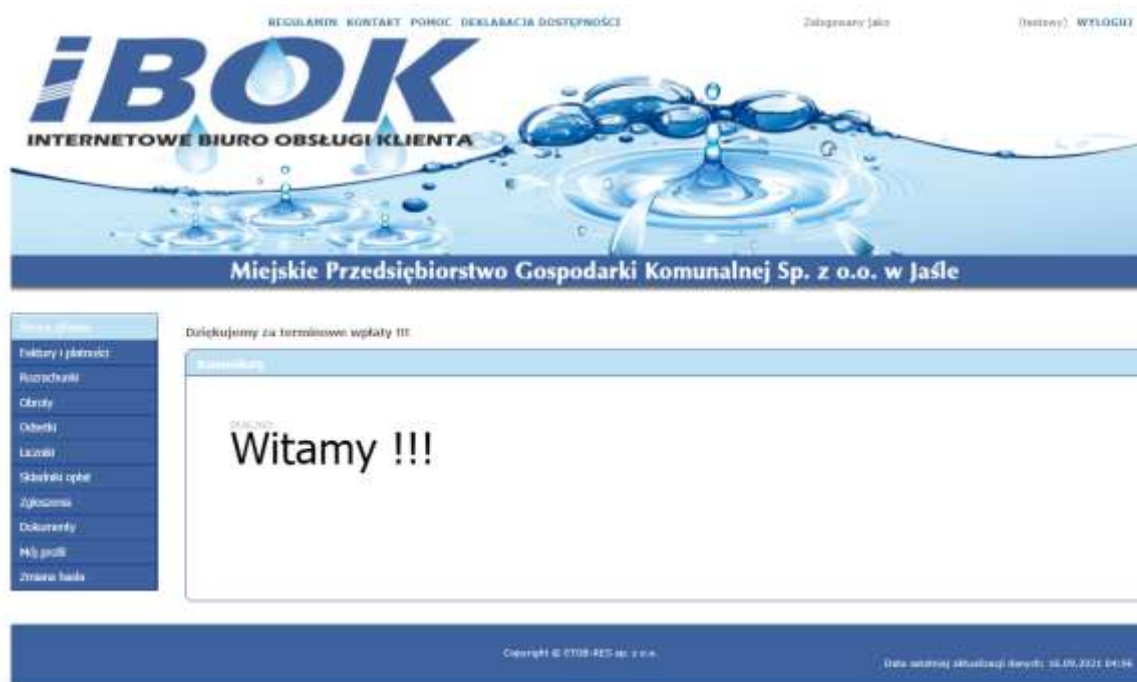 REGULAMIN KONTAKT POMOC DEKLARACJA DOSTĘPNOŚCI
Zalogowany jako (testowy) WYLOGUJ
iBOK
INTERNETOWE BIURO OBSŁUGI KLIENTA
Miejskie Przedsiębiorstwo Gospodarki Komunalnej Sp. z o.o. w Jaśle
Strona główna
Faktury i płatności
Rozrachunki
Obroty
Odsetki
Liczniki
Składniki opłat
Zgłoszenia
Dokumenty
Mój profil
Zmiana hasła
Dziękujemy za terminowe wpłaty !!!
Komunikaty
Witamy !!!
Copyright © sp. z o.o.
Data ostatniej aktualizacji danych: 16.09.2021 04:56